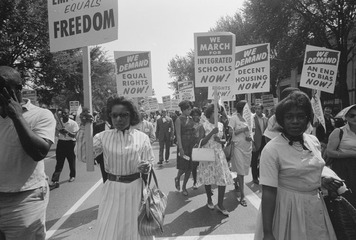 EQUALS
FREEDOM
WE
DEMAND
EQUAL
RIGHTS
NOW!
WE
MARCH
FOR
INTEGRATED
SCHOOLS
NOW!
WE
DEMAND
DECENT
HOUSING
NOW!
WE
DEMAND
AN END
TO BIAS
NOW!